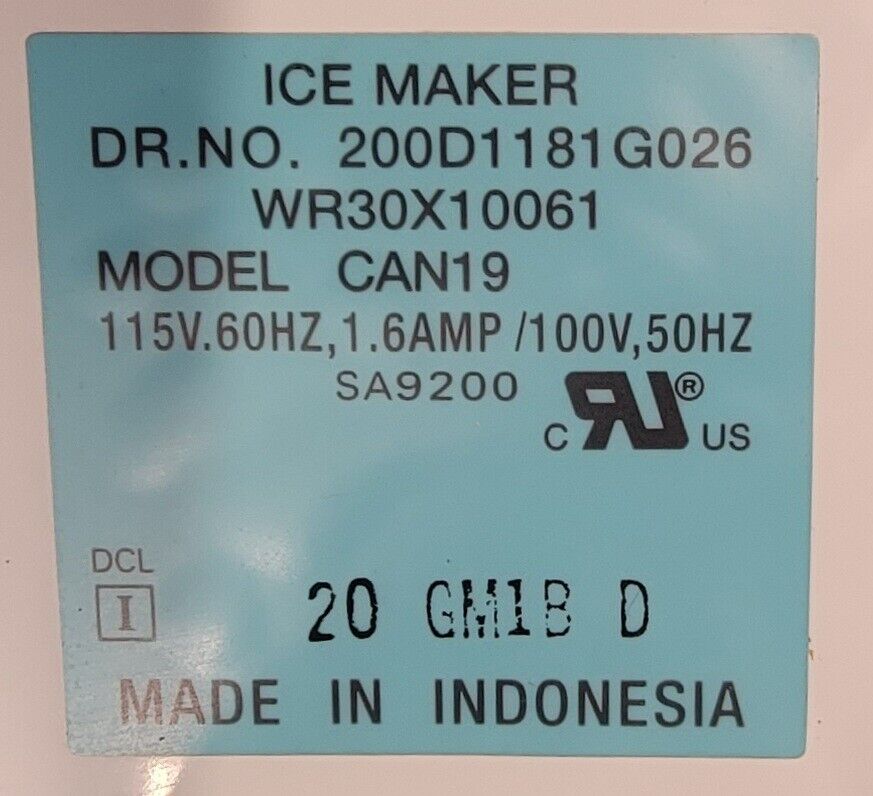 ICE MAKER
DR.NO. 200D1181G026
WR30X10061
MODEL CAN19
115V.60HZ,1.6AMP /100V,50HZ
SA9200
C RU® US
DCL
I
20 GM1B D
MADE IN INDONESIA